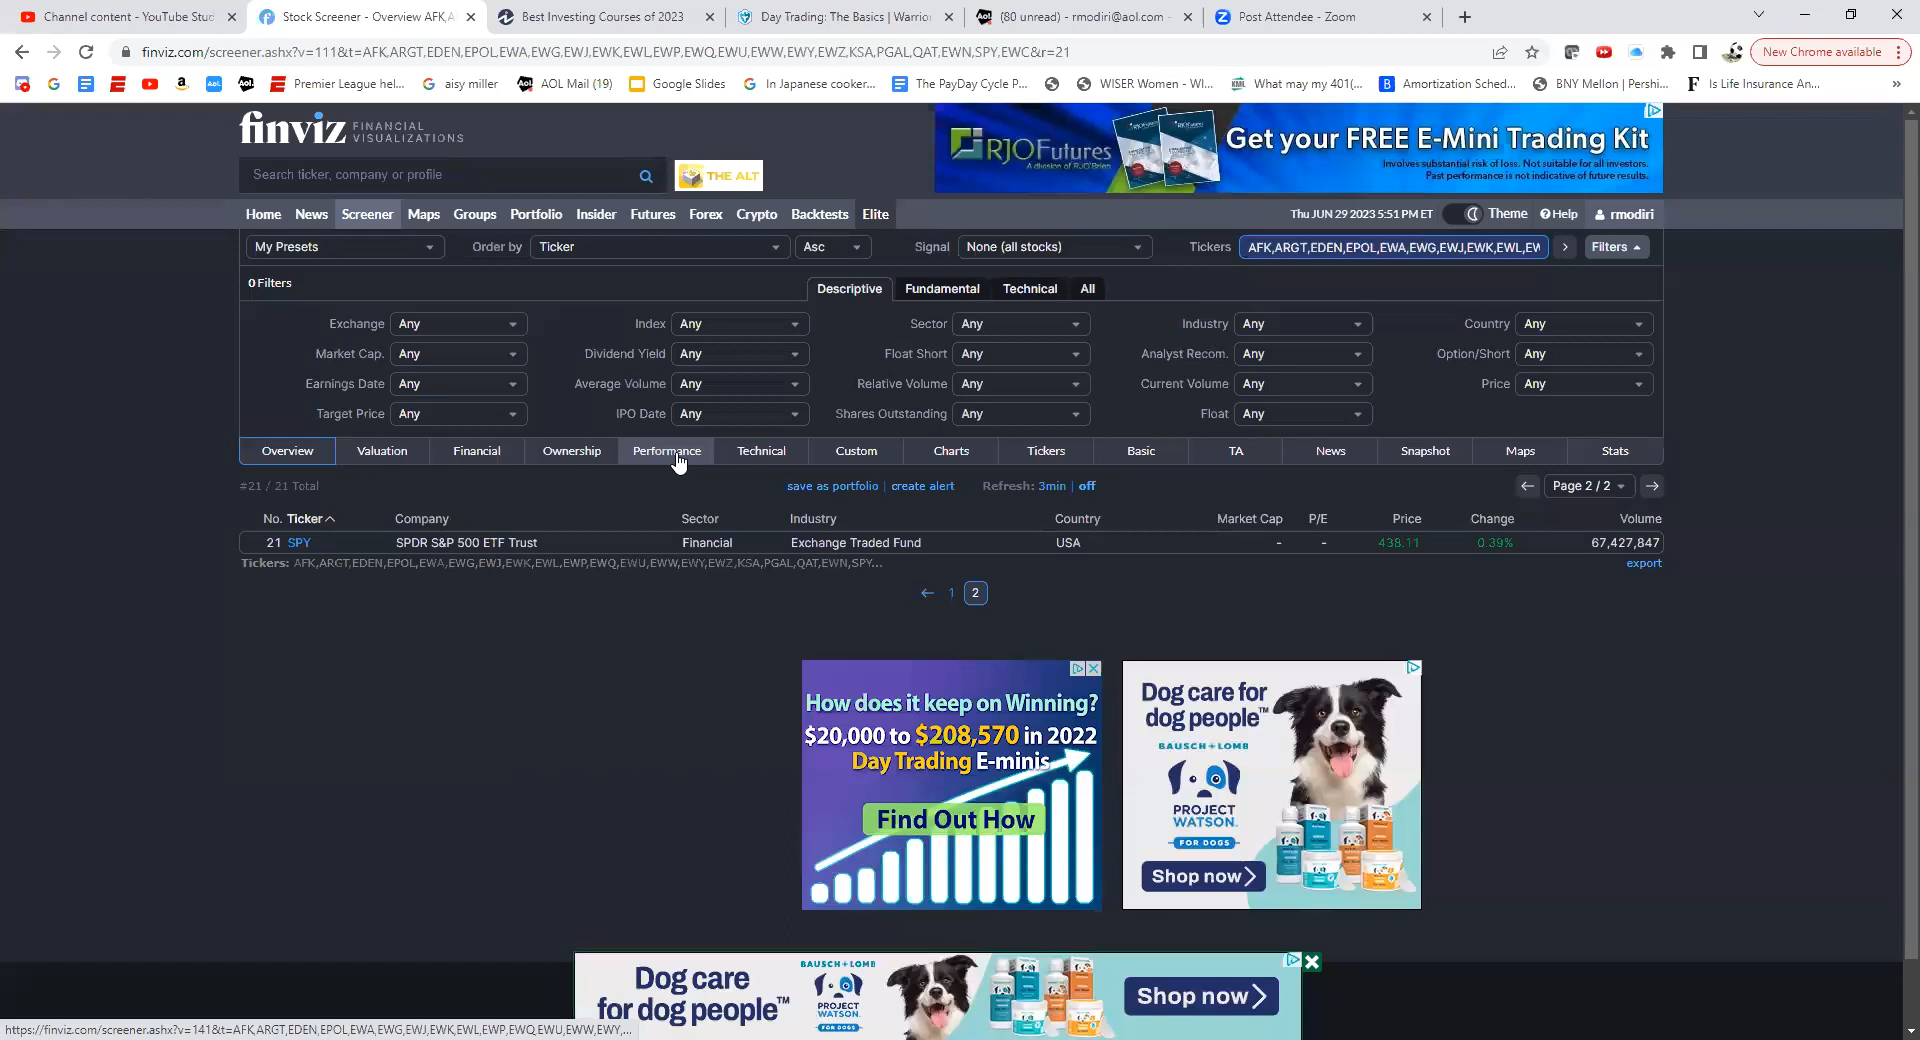 Channel content - YouTube Stud
Stock Screener - Overview AFK,A
Best Investing Courses of 2023
Day Trading: The Basics | Warrior
(80 unread) - rmodiri@aol.com -
Post Attendee - Zoom
finviz.com/screener.ashx?v=111&t=AFK,ARGT,EDEN,EPOL,EWA,EWG,EWJ,EWK,EWL,EWP,EWQ,EWU,EWW,EWY,EWZ,KSA,PGAL,QAT,EWN,SPY,EWC&r=21
New Chrome available
Premier League hel...
aisy miller
AOL Mail (19)
Google Slides
In Japanese cooker...
The PayDay Cycle P...
WISER Women - WI...
What may my 401(...
Amortization Sched...
BNY Mellon | Pershi...
Is Life Insurance An...
finviz FINANCIAL VISUALIZATIONS
RJOFutures
A division of RJO'Brien
Get your FREE E-Mini Trading Kit
Involves substantial risk of loss. Not suitable for all investors.
Past performance is not indicative of future results.
Search ticker, company or profile
THE ALT
Home News Screener Maps Groups Portfolio Insider Futures Forex Crypto Backtests Elite
Thu JUN 29 2023 5:51 PM ET Theme Help rmodiri
My Presets Order by Ticker Asc Signal None (all stocks) Tickers AFK,ARGT,EDEN,EPOL,EWA,EWG,EWJ,EWK,EWL,EW > Filters
0 Filters
Descriptive Fundamental Technical All
Exchange Any Index Any Sector Any Industry Any Country Any
Market Cap. Any Dividend Yield Any Float Short Any Analyst Recom. Any Option/Short Any
Earnings Date Any Average Volume Any Relative Volume Any Current Volume Any Price Any
Target Price Any IPO Date Any Shares Outstanding Any Float Any
Overview Valuation Financial Ownership Performance Technical Custom Charts Tickers Basic TA News Snapshot Maps Stats
#21 / 21 Total save as portfolio | create alert Refresh: 3min | off Page 2 / 2
No. Ticker Company Sector Industry Country Market Cap P/E Price Change Volume
21 SPY SPDR S&P 500 ETF Trust Financial Exchange Traded Fund USA - - 438.11 0.39% 67,427,847
Tickers: AFK,ARGT,EDEN,EPOL,EWA,EWG,EWJ,EWK,EWL,EWP,EWQ,EWU,EWW,EWY,EWZ,KSA,PGAL,QAT,EWN,SPY... export
← 1 2
How does it keep on Winning?
$20,000 to $208,570 in 2022
Day Trading E-minis
Find Out How
Dog care for
dog people™
BAUSCH+LOMB
PROJECT
WATSON
FOR DOGS
Shop now
Dog care
for dog people™
BAUSCH+LOMB
PROJECT
WATSON
FOR DOGS
Shop now
https://finviz.com/screener.ashx?v=141&t=AFK,ARGT,EDEN,EPOL,EWA,EWG,EWJ,EWK,EWL,EWP,EWQ,EWU,EWW,EWY,...